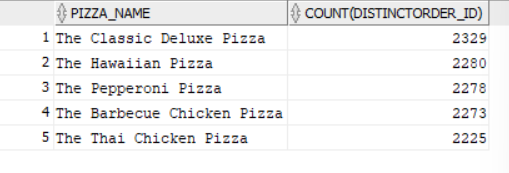 PIZZA_NAME COUNT(DISTINCTORDER_ID)
1 The Classic Deluxe Pizza 2329
2 The Hawaiian Pizza 2280
3 The Pepperoni Pizza 2278
4 The Barbecue Chicken Pizza 2273
5 The Thai Chicken Pizza 2225